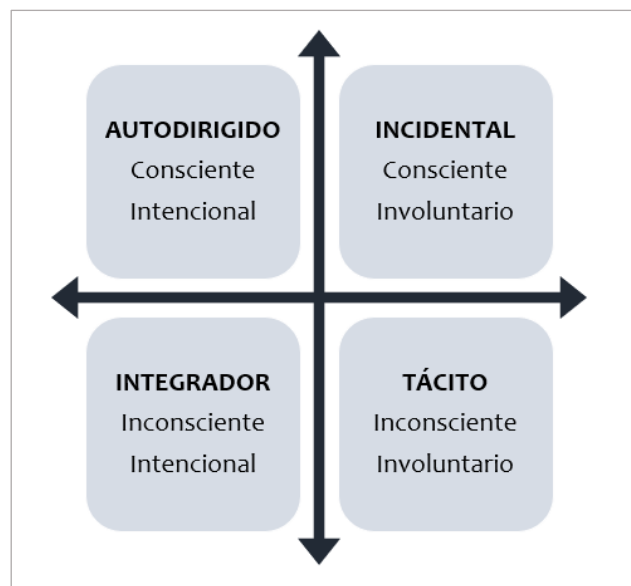 AUTODIRIGIDO
Consciente
Intencional
INCIDENTAL
Consciente
Involuntario
INTEGRADOR
Inconsciente
Intencional
TÁCITO
Inconsciente
Involuntario